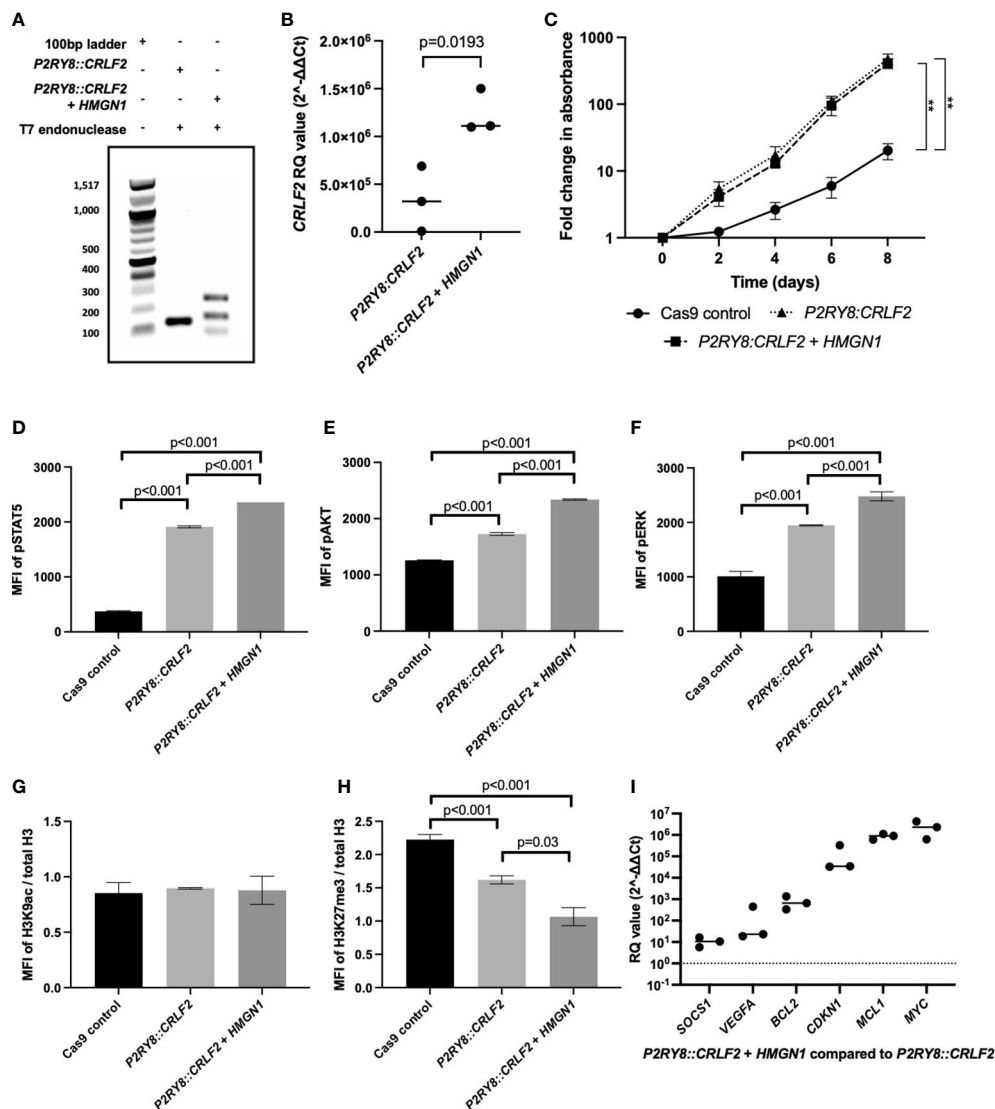 A
100bp ladder + - -
P2RY8::CRLF2 - + -
P2RY8::CRLF2 + HMGN1 - - +
T7 endonuclease - + +
1,517
1,000
500
400
300
200
100
B
p=0.0193
CRLF2 RQ value (2^-ΔΔCt)
2.0×10⁶
1.5×10⁶
1.0×10⁶
5.0×10⁵
0.0
P2RY8:CRLF2
P2RY8::CRLF2 + HMGN1
C
Fold change in absorbance
1000
100
10
1
**
**
0 2 4 6 8
Time (days)
Cas9 control P2RY8:CRLF2
P2RY8:CRLF2 + HMGN1
D
p<0.001
p<0.001
p<0.001
MFI of pSTAT5
3000
2000
1000
0
Cas9 control
P2RY8::CRLF2
P2RY8::CRLF2 + HMGN1
E
p<0.001
p<0.001
p<0.001
MFI of pAKT
3000
2000
1000
0
Cas9 control
P2RY8::CRLF2
P2RY8::CRLF2 + HMGN1
F
p<0.001
p<0.001
p<0.001
MFI of pERK
3000
2000
1000
0
Cas9 control
P2RY8::CRLF2
P2RY8::CRLF2 + HMGN1
G
MFI of H3K9ac / total H3
1.5
1.0
0.5
0.0
Cas9 control
P2RY8::CRLF2
P2RY8::CRLF2 + HMGN1
H
p<0.001
p<0.001
p=0.03
MFI of H3K27me3 / total H3
2.5
2.0
1.5
1.0
0.5
0.0
Cas9 control
P2RY8::CRLF2
P2RY8::CRLF2 + HMGN1
I
RQ value (2^-ΔΔCt)
10⁷
10⁶
10⁵
10⁴
10³
10²
10¹
10⁰
10⁻¹
SOCS1
VEGFA
BCL2
CDKN1
MCL1
MYC
P2RY8::CRLF2 + HMGN1 compared to P2RY8::CRLF2